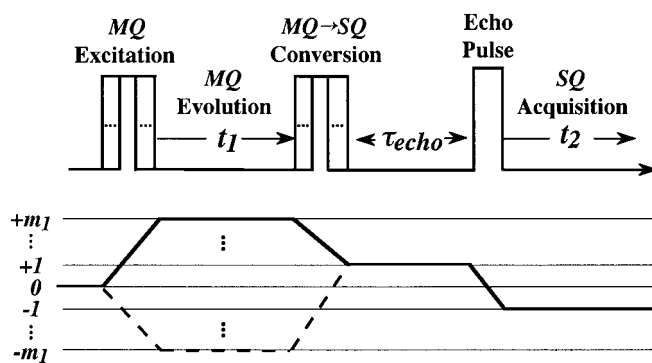 MQ
Excitation
MQ→SQ
Conversion
Echo
Pulse
MQ
Evolution
t1
τecho
SQ
Acquisition
t2
...
...
...
...
+m1
⋮
+1
0
-1
⋮
-m1
⋮
⋮